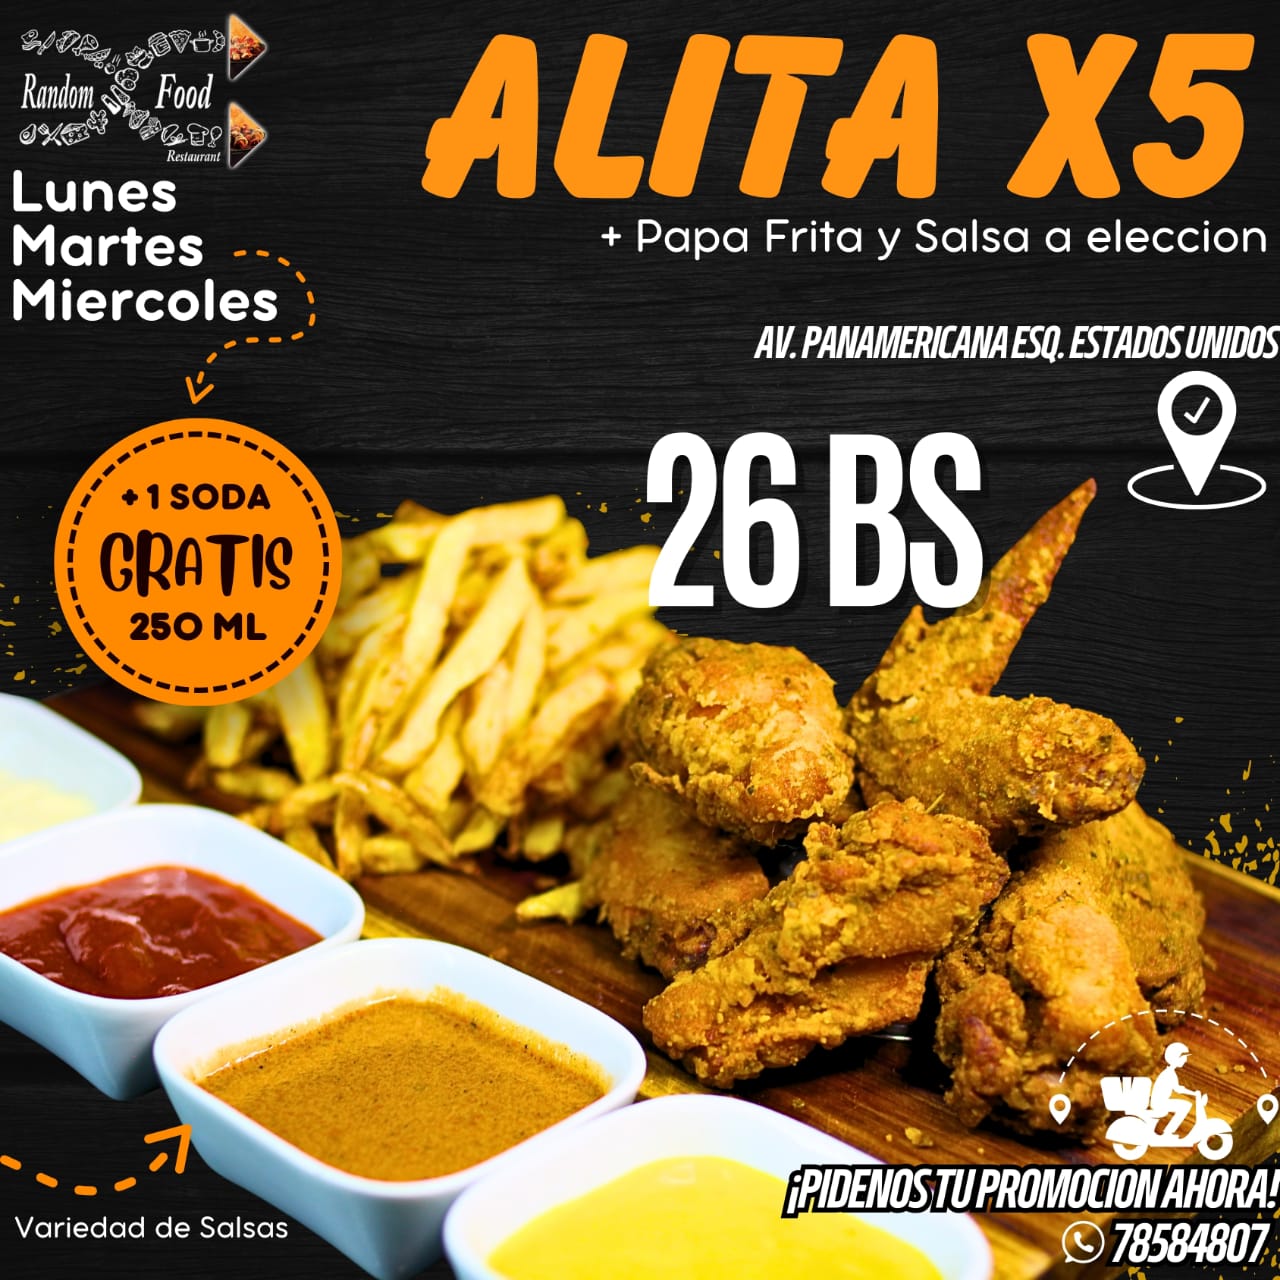 Random Food
Restaurant
ALITA X5
+ Papa Frita y Salsa a eleccion
Lunes
Martes
Miercoles
AV. PANAMERICANA ESQ. ESTADOS UNIDOS
26 BS
+ 1 SODA
GRATIS
250 ML
¡PIDENOS TU PROMOCION AHORA!
78584807
Variedad de Salsas